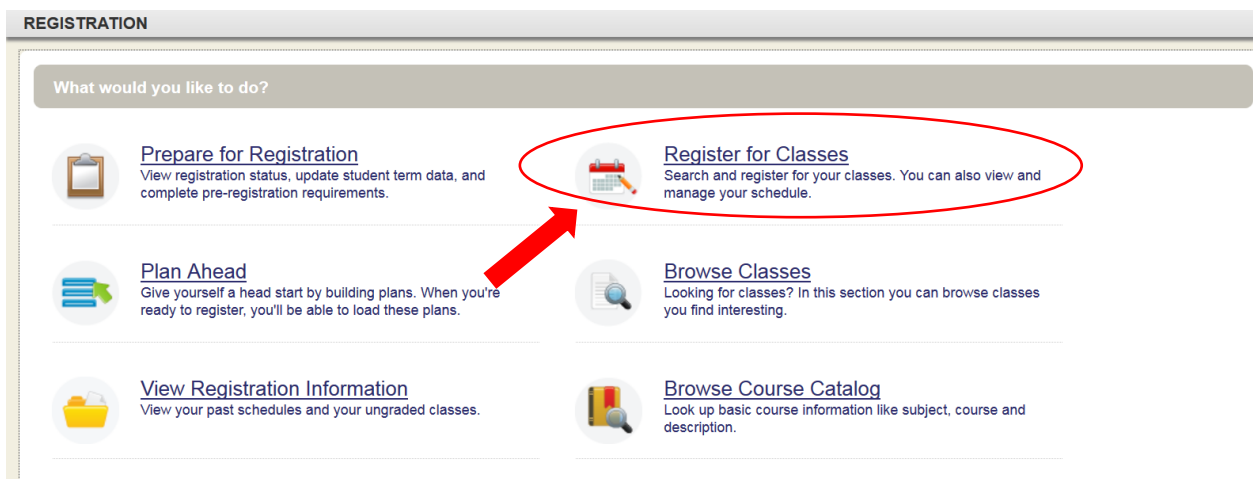 REGISTRATION
What would you like to do?
Prepare for Registration
View registration status, update student term data, and
complete pre-registration requirements.
Register for Classes
Search and register for your classes. You can also view and
manage your schedule.
Plan Ahead
Give yourself a head start by building plans. When you're
ready to register, you'll be able to load these plans.
Browse Classes
Looking for classes? In this section you can browse classes
you find interesting.
View Registration Information
View your past schedules and your ungraded classes.
Browse Course Catalog
Look up basic course information like subject, course and
description.